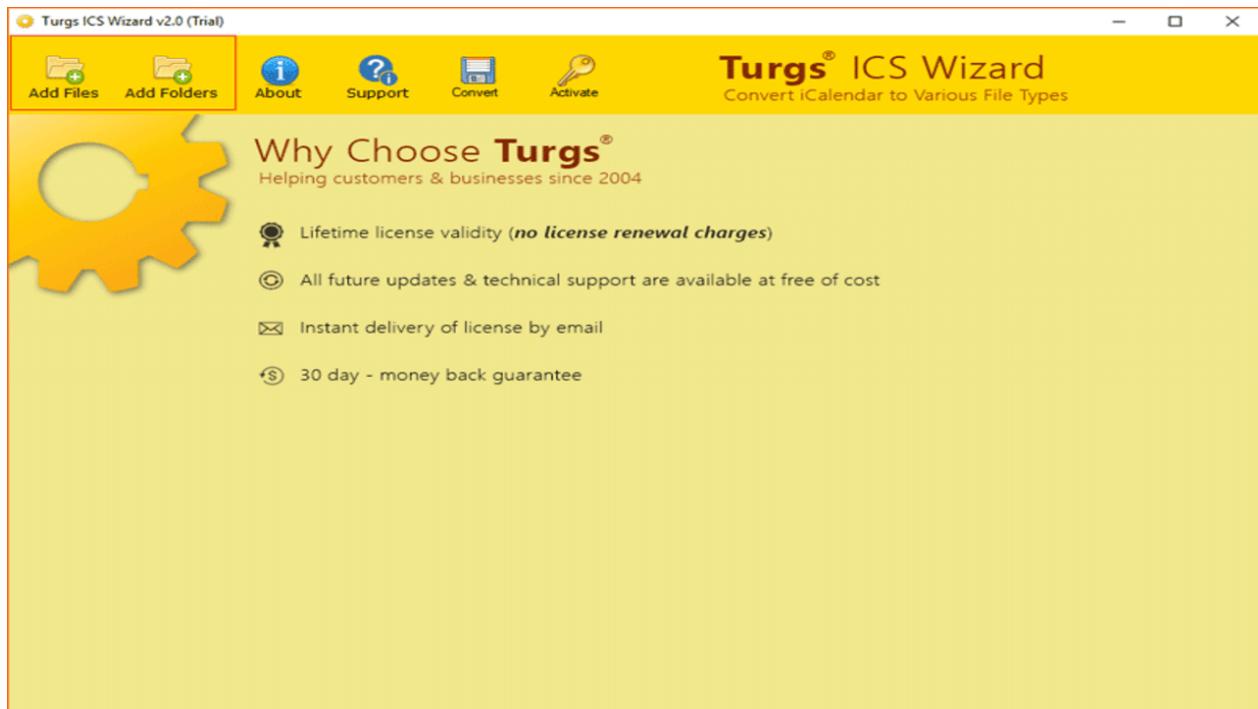 Turgs ICS Wizard v2.0 (Trial)
Add Files Add Folders About Support Convert Activate
Turgs® ICS Wizard
Convert iCalendar to Various File Types
Why Choose Turgs®
Helping customers & businesses since 2004
Lifetime license validity (no license renewal charges)
All future updates & technical support are available at free of cost
Instant delivery of license by email
30 day - money back guarantee